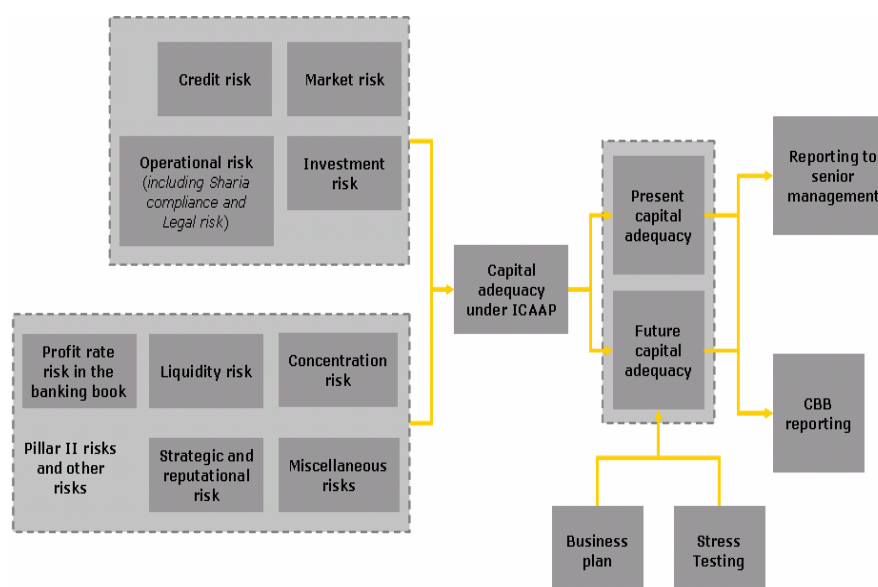 Credit risk
Market risk
Operational risk
(including Sharia
compliance and
Legal risk)
Investment
risk
Profit rate
risk in the
banking book
Liquidity risk
Concentration
risk
Pillar II risks
and other
risks
Strategic and
reputational
risk
Miscellaneous
risks
Capital
adequacy
under ICAAP
Present
capital
adequacy
Future
capital
adequacy
Reporting to
senior
management
CBB
reporting
Business
plan
Stress
Testing